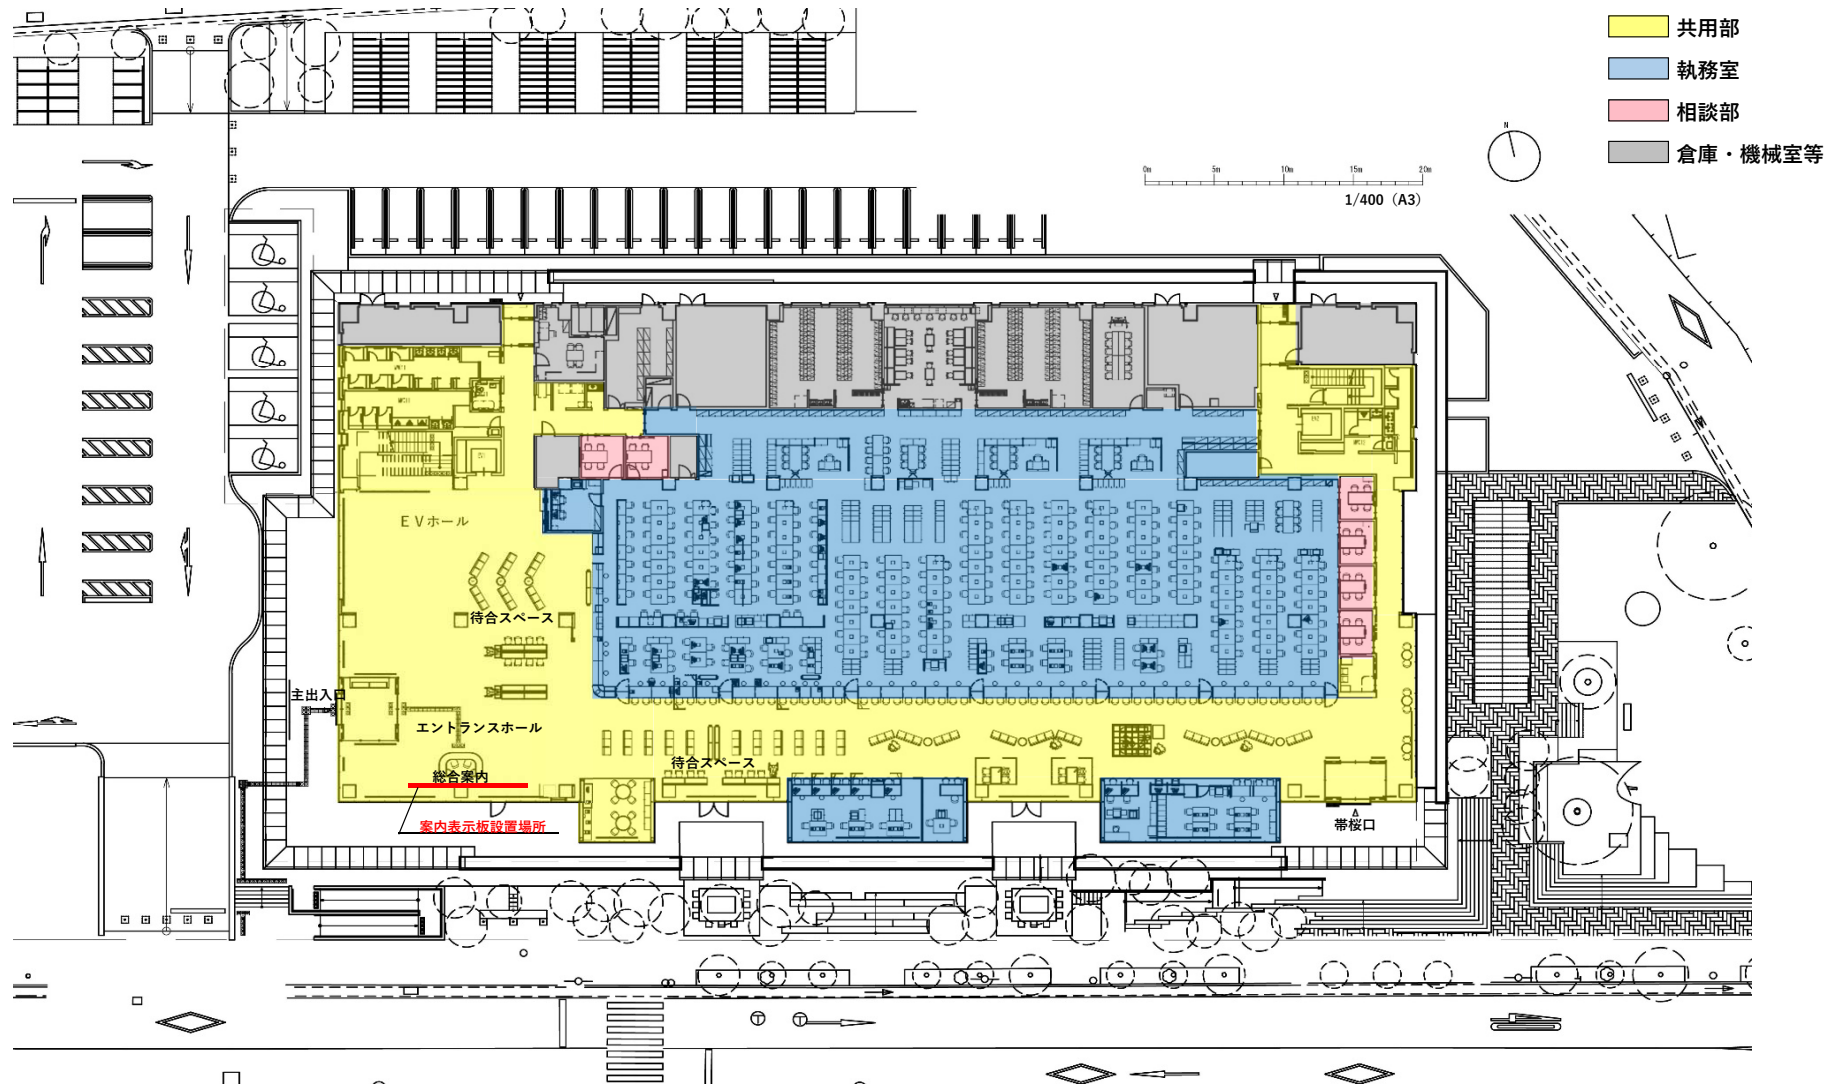 共用部
執務室
相談部
倉庫・機械室等
N
0m 5m 10m 15m 20m
1/400（A3）
EVホール
待合スペース
主出入口
エントランスホール
待合スペース
総合案内
案内表示板設置場所
帯桜口